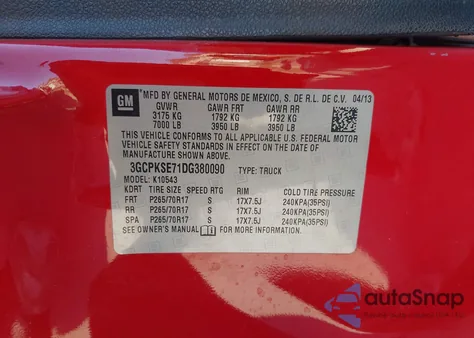 GM
MFD BY GENERAL MOTORS DE MEXICO, S. DE R.L. DE C.V. 04/13
GVWR GAWR FRT GAWR RR
3175 KG 1792 KG 1792 KG
7000 LB 3950 LB 3950 LB
THIS VEHICLE CONFORMS TO ALL APPLICABLE U.S. FEDERAL MOTOR
VEHICLE SAFETY STANDARDS IN EFFECT ON THE DATE OF
MANUFACTURE SHOWN ABOVE.
3GCPKSE71DG380090 TYPE: TRUCK
MODEL: K10543
TIRE SIZE SPEED RTG RIM COLD TIRE PRESSURE
FRT P265/70R17 S 17X7.5J 240KPA(35PSI)
RR P265/70R17 S 17X7.5J 240KPA(35PSI)
SPA P265/70R17 S 17X7.5J 240KPA(35PSI)
SEE OWNER'S MANUAL FOR MORE INFORMATION.
autoSnap